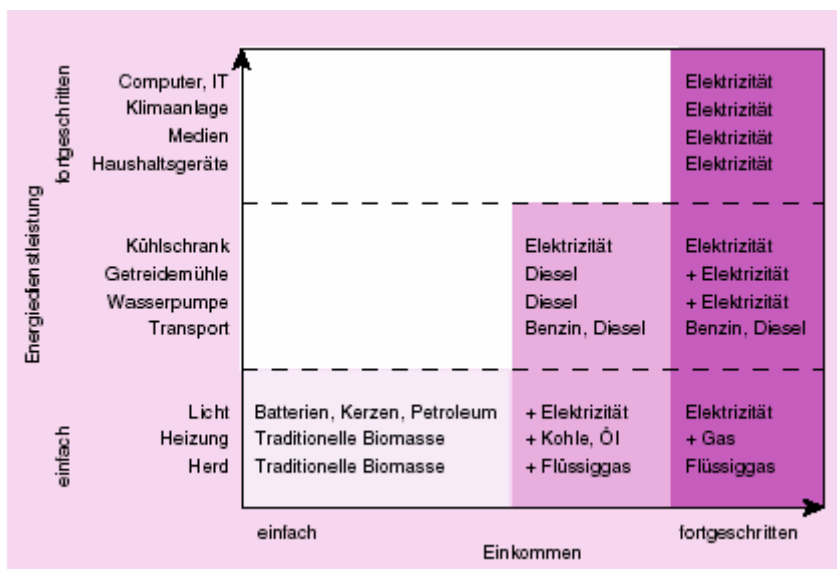 fortgeschritten
Energiedienstleistung
einfach
Computer, IT Elektrizität
Klimaanlage Elektrizität
Medien Elektrizität
Haushaltsgeräte Elektrizität
Kühlschrank Elektrizität Elektrizität
Getreidemühle Diesel + Elektrizität
Wasserpumpe Diesel + Elektrizität
Transport Benzin, Diesel Benzin, Diesel
Licht Batterien, Kerzen, Petroleum + Elektrizität Elektrizität
Heizung Traditionelle Biomasse + Kohle, Öl + Gas
Herd Traditionelle Biomasse + Flüssiggas Flüssiggas
einfach fortgeschritten
Einkommen